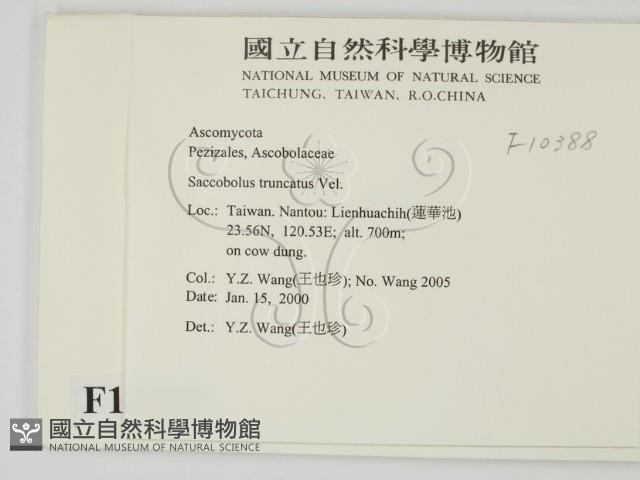 國立自然科學博物館
NATIONAL MUSEUM OF NATURAL SCIENCE
TAICHUNG, TAIWAN, R.O.CHINA
F-10388
Ascomycota
Pezizales, Ascobolaceae
Saccobolus truncatus Vel.
Loc.: Taiwan. Nantou: Lienhuachih(蓮華池)
23.56N, 120.53E; alt. 700m;
on cow dung.
Col.: Y.Z. Wang(王也珍); No. Wang 2005
Date: Jan. 15, 2000
Det.: Y.Z. Wang(王也珍)
F1
國立自然科學博物館
NATIONAL MUSEUM OF NATURAL SCIENCE